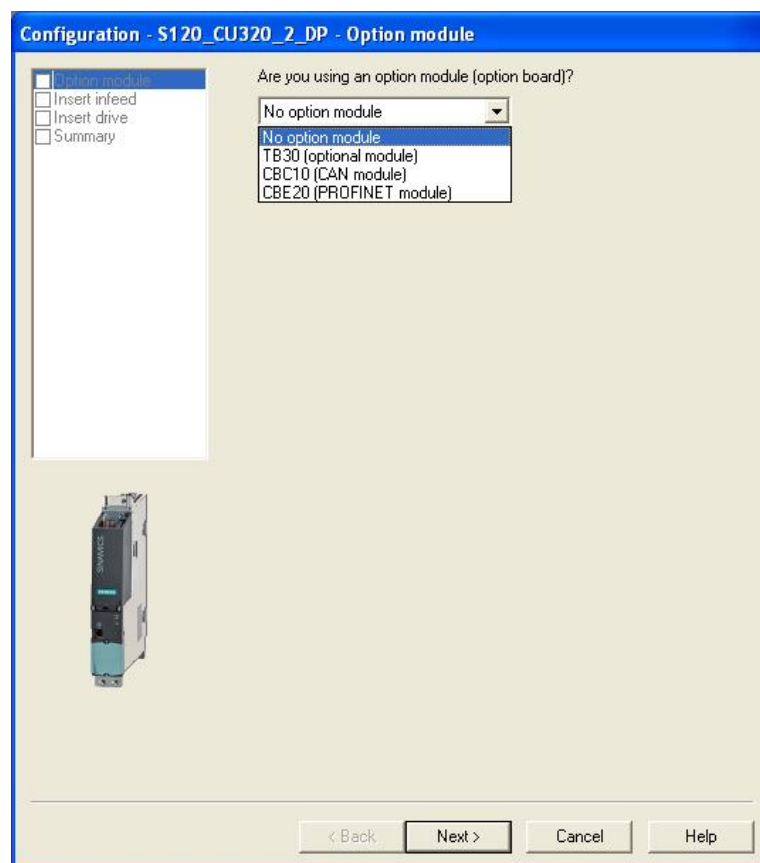 Configuration - S120_CU320_2_DP - Option module
Option module
Insert infeed
Insert drive
Summary
Are you using an option module (option board)?
No option module
No option module
TB30 (optional module)
CBC10 (CAN module)
CBE20 (PROFINET module)
SINAMICS
SIEMENS
< Back
Next >
Cancel
Help